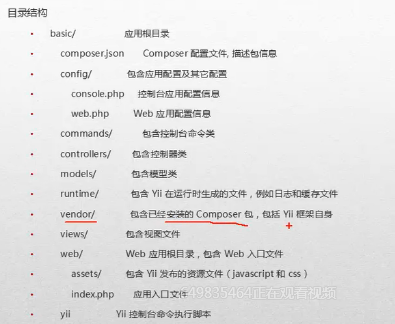 目录结构
basic/ 应用根目录
composer.json Composer 配置文件, 描述包信息
config/ 包含应用配置及其它配置
console.php 控制台应用配置信息
web.php Web 应用配置信息
commands/ 包含控制台命令类
controllers/ 包含控制器类
models/ 包含模型类
runtime/ 包含 Yii 在运行时生成的文件，例如日志和缓存文件
vendor/ 包含已经安装的 Composer 包，包括 Yii 框架自身
views/ 包含视图文件
web/ Web 应用根目录，包含 Web 入口文件
assets/ 包含 Yii 发布的资源文件（javascript 和 css）
49835464正在观看视频
index.php 应用入口文件
yii Yii 控制台命令执行脚本